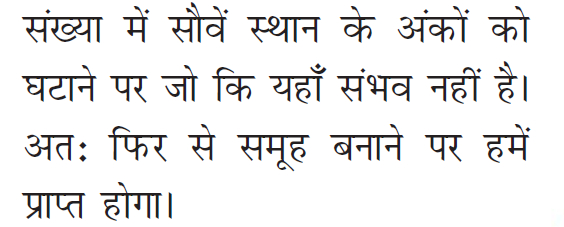 संख्या में सौवें स्थान के अंकों को
घटाने पर जो कि यहाँ संभव नहीं है।
अतः फिर से समूह बनाने पर हमें
प्राप्त होगा।